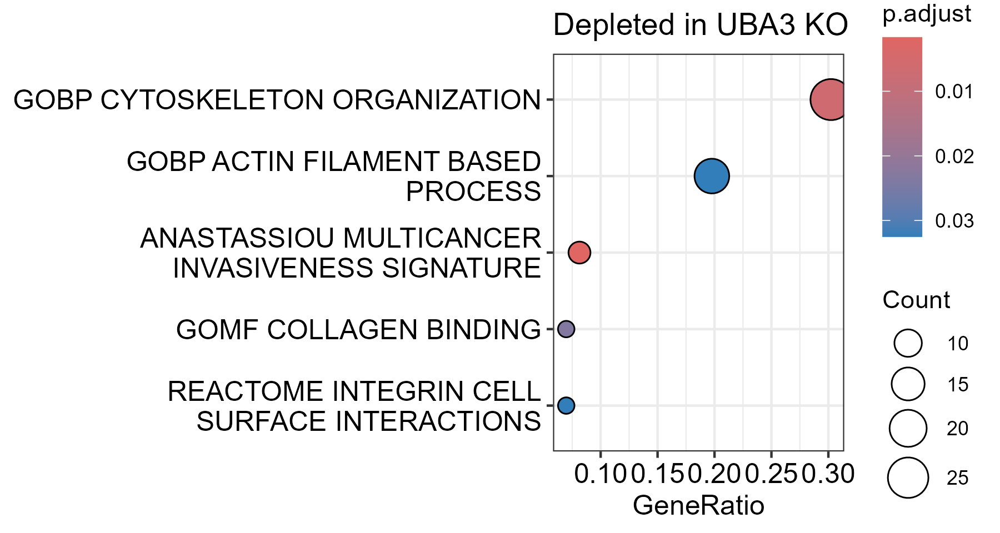 Depleted in UBA3 KO
GOBP CYTOSKELETON ORGANIZATION
GOBP ACTIN FILAMENT BASED
PROCESS
ANASTASSIOU MULTICANCER
INVASIVENESS SIGNATURE
GOMF COLLAGEN BINDING
REACTOME INTEGRIN CELL
SURFACE INTERACTIONS
0.10 0.15 0.20 0.25 0.30
GeneRatio
p.adjust
0.01
0.02
0.03
Count
10
15
20
25